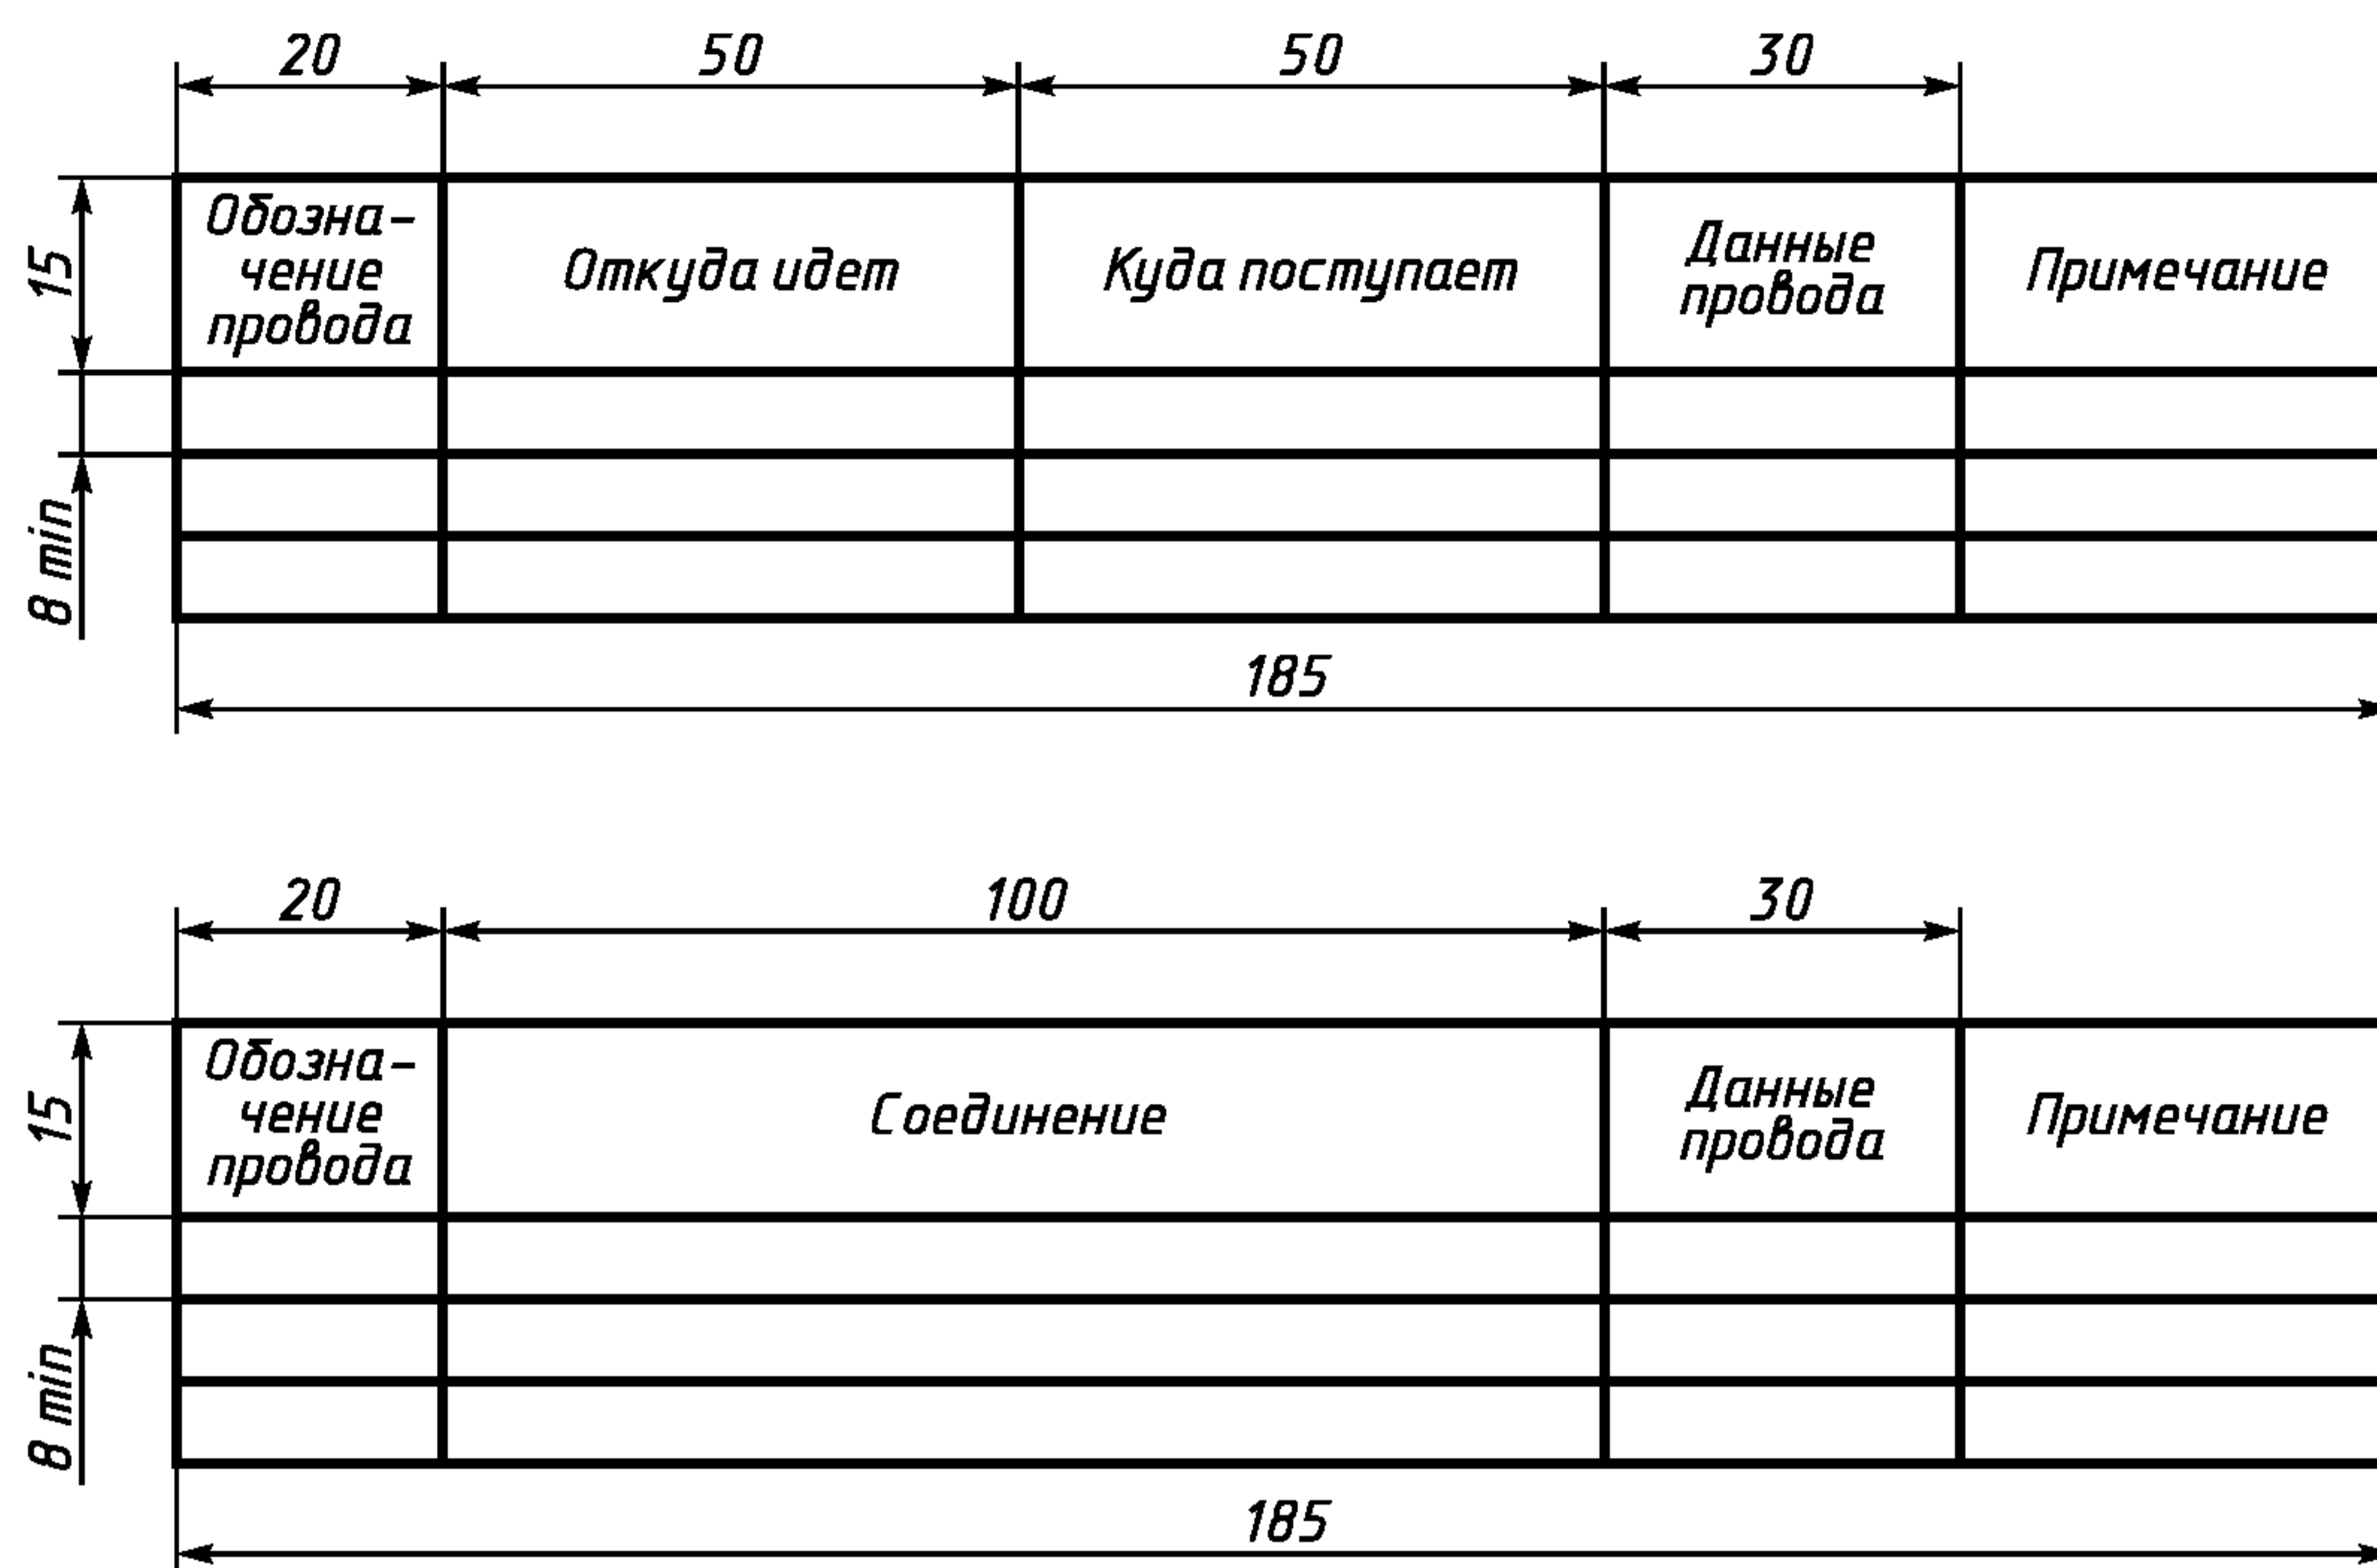 20 50 50 30
15
Обозна-
чение
провода
Откуда идет
Куда поступает
Данные
провода
Примечание
8 min
185
20 100 30
15
Обозна-
чение
провода
Соединение
Данные
провода
Примечание
8 min
185